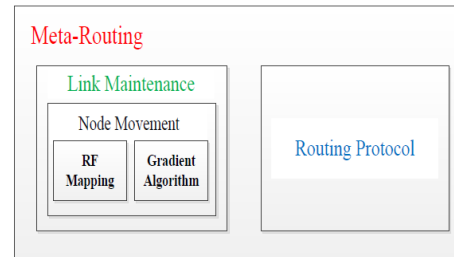 Meta-Routing
Link Maintenance
Node Movement
RF
Mapping
Gradient
Algorithm
Routing Protocol